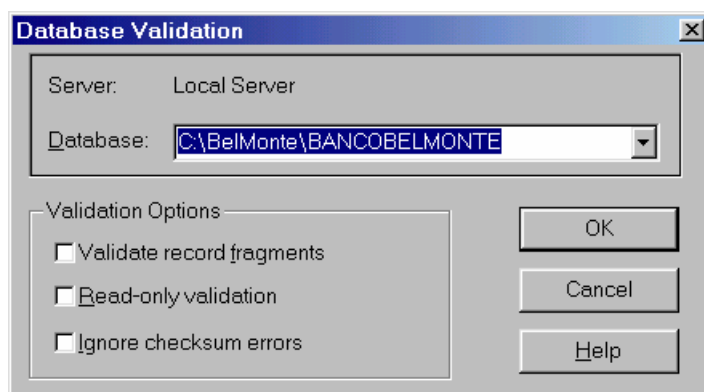 Database Validation
Server: Local Server
Database: C:\BelMonte\BANCOBELMONTE
Validation Options
Validate record fragments
Read-only validation
Ignore checksum errors
OK
Cancel
Help